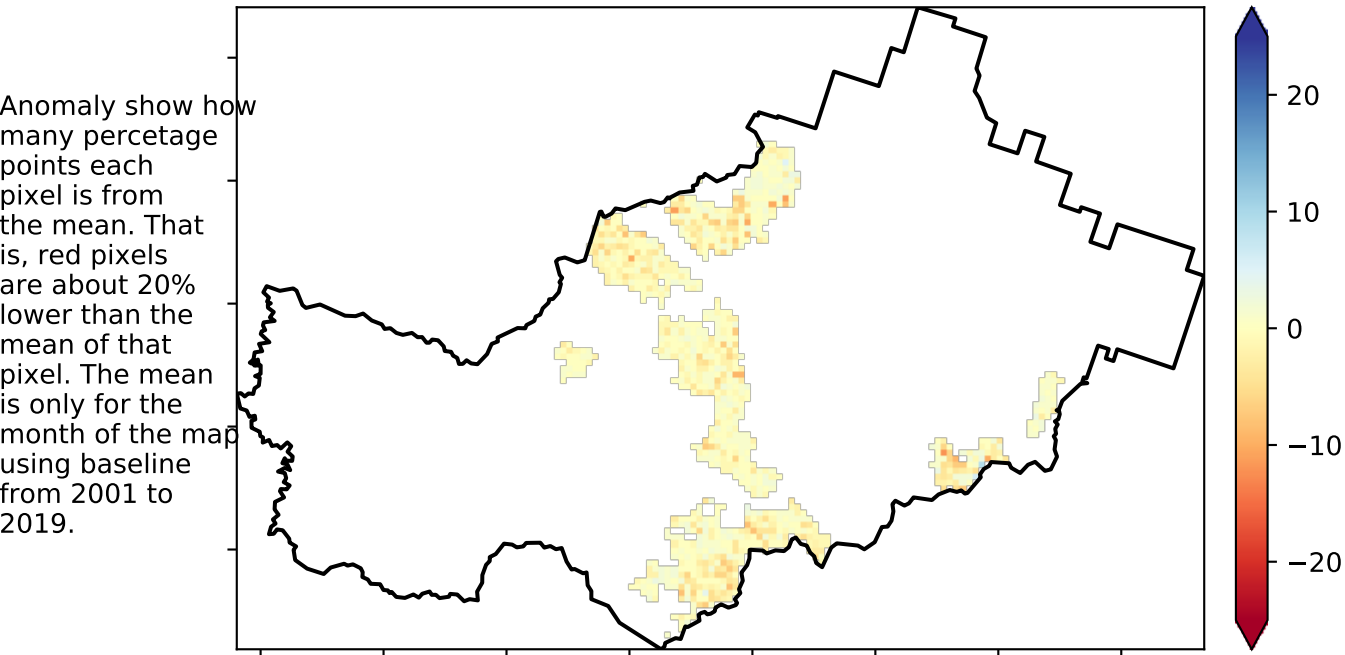 Anomaly show how
many percetage
points each
pixel is from
the mean. That
is, red pixels
are about 20%
lower than the
mean of that
pixel. The mean
is only for the
month of the map
using baseline
from 2001 to
2019.
20
10
0
−10
−20